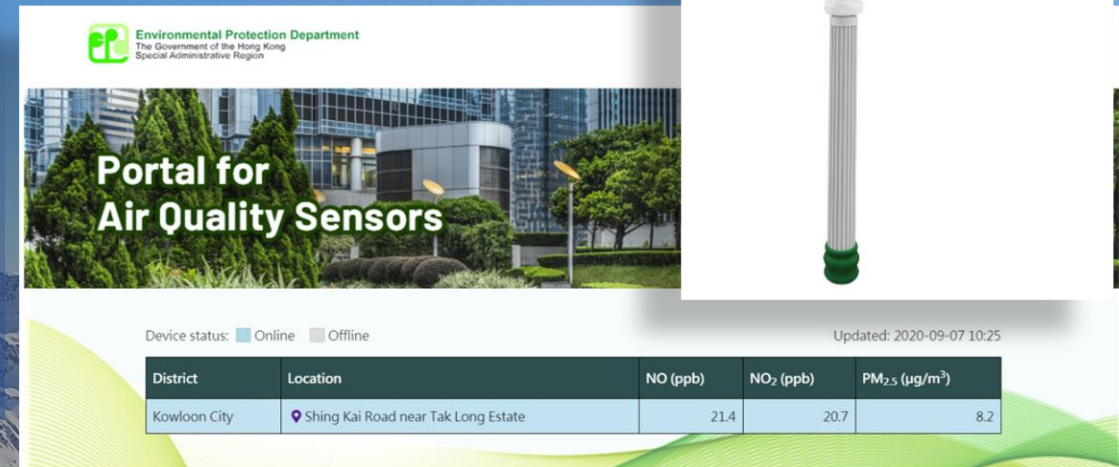 Environmental Protection Department
The Government of the Hong Kong
Special Administrative Region
Portal for
Air Quality Sensors
Device status: Online Offline
Updated: 2020-09-07 10:25
District Location NO (ppb) NO₂ (ppb) PM₂.₅ (µg/m³)
Kowloon City Shing Kai Road near Tak Long Estate 21.4 20.7 8.2